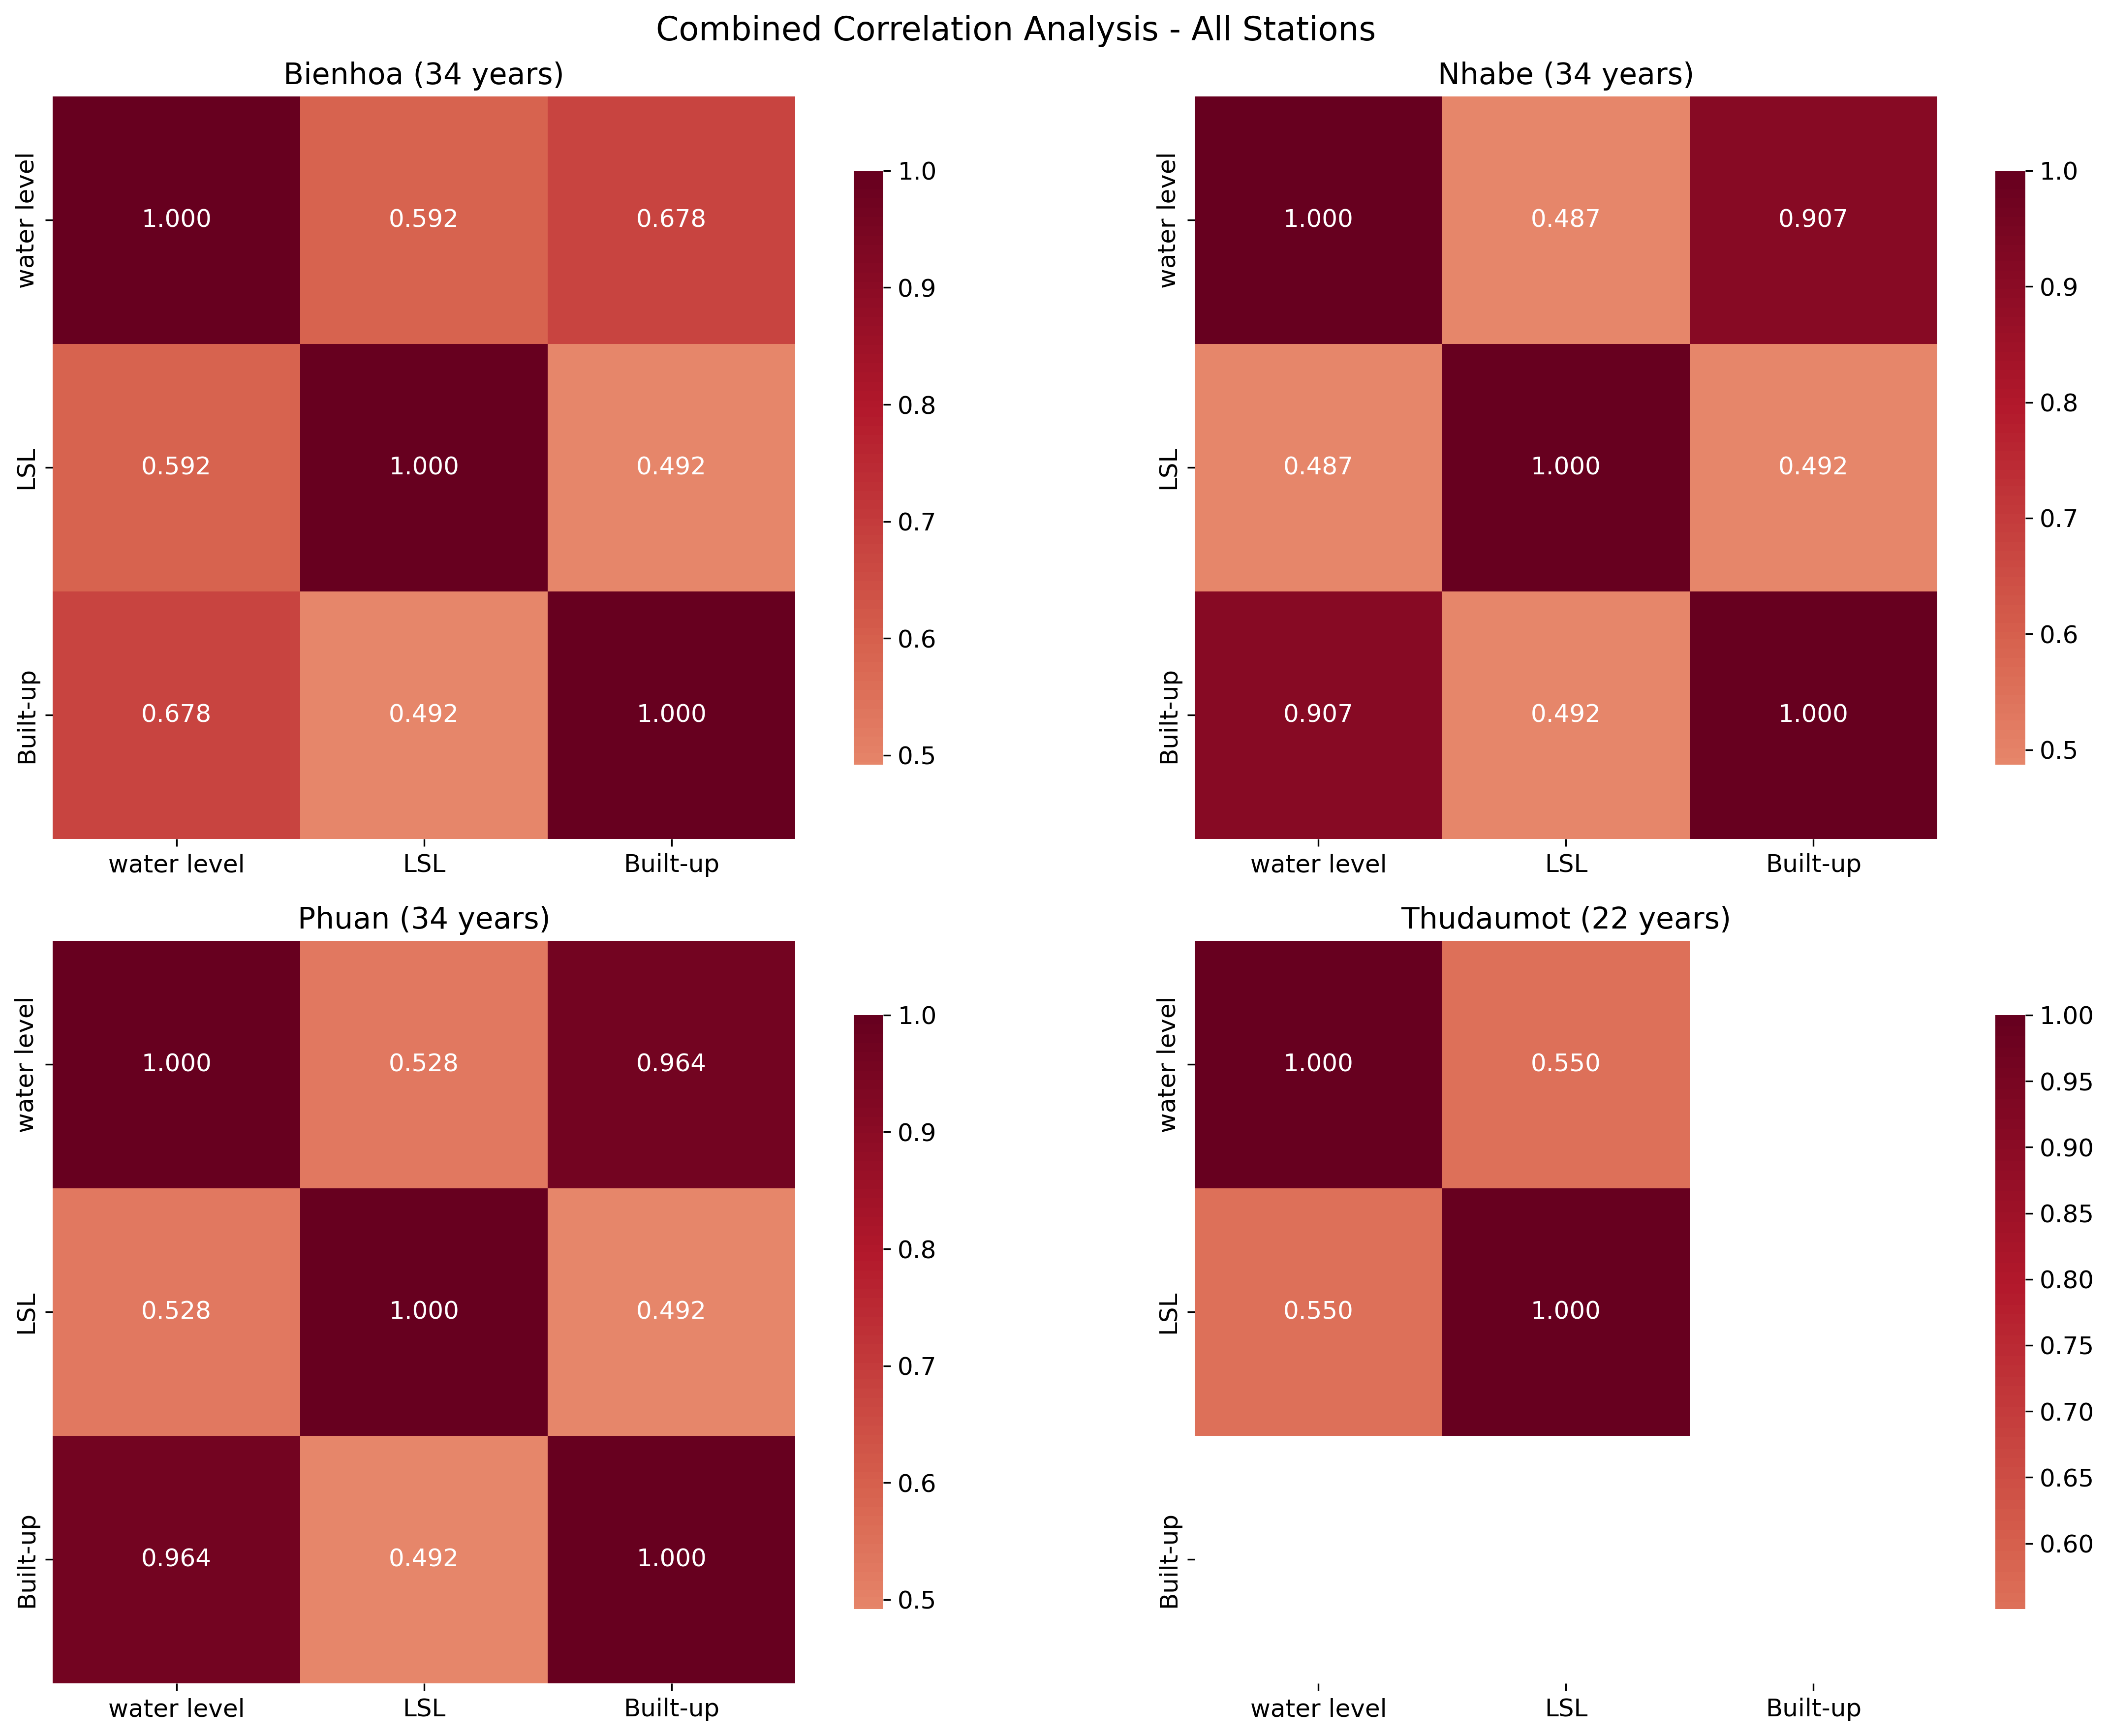 Combined Correlation Analysis - All Stations
Bienhoa (34 years)
water level
LSL
Built-up
1.000 0.592 0.678
0.592 1.000 0.492
0.678 0.492 1.000
water level LSL Built-up
1.0
0.9
0.8
0.7
0.6
0.5
Nhabe (34 years)
water level
LSL
Built-up
1.000 0.487 0.907
0.487 1.000 0.492
0.907 0.492 1.000
water level LSL Built-up
1.0
0.9
0.8
0.7
0.6
0.5
Phuan (34 years)
water level
LSL
Built-up
1.000 0.528 0.964
0.528 1.000 0.492
0.964 0.492 1.000
water level LSL Built-up
1.0
0.9
0.8
0.7
0.6
0.5
Thudaumot (22 years)
water level
LSL
Built-up
1.000 0.550
0.550 1.000
water level LSL Built-up
1.00
0.95
0.90
0.85
0.80
0.75
0.70
0.65
0.60